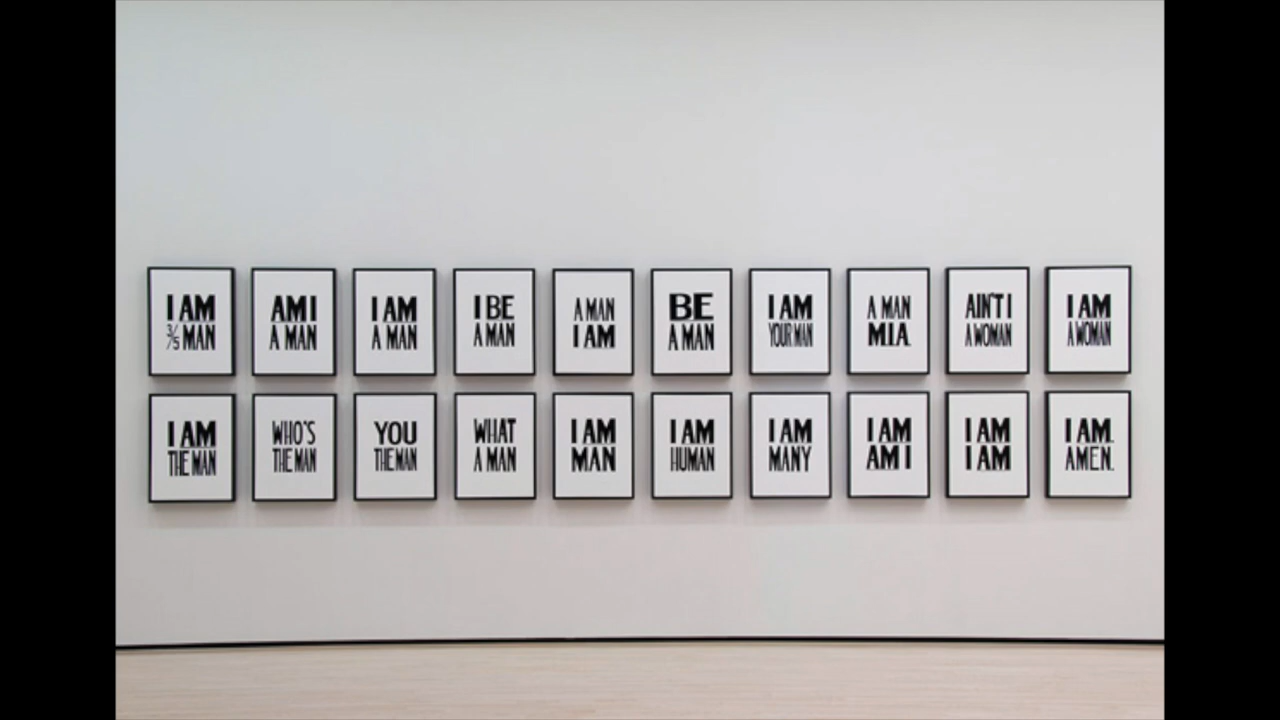 I AM
3/5 MAN
AM I
A MAN
I AM
A MAN
I BE
A MAN
A MAN
I AM
BE
A MAN
I AM
YOUR MAN
A MAN
MIA.
AIN'T I
A WOMAN
I AM
A WOMAN
I AM
THE MAN
WHO'S
THE MAN
YOU
THE MAN
WHAT
A MAN
I AM
MAN
I AM
HUMAN
I AM
MANY
I AM
AM I
I AM
I AM
I AM.
AMEN.